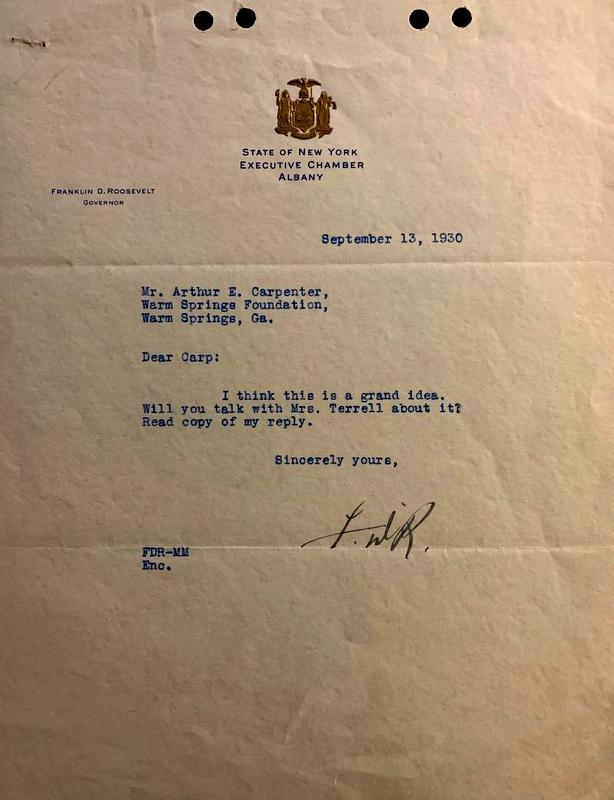 STATE OF NEW YORK
EXECUTIVE CHAMBER
ALBANY
FRANKLIN D. ROOSEVELT
GOVERNOR
September 13, 1930
Mr. Arthur E. Carpenter,
Warm Springs Foundation,
Warm Springs, Ga.
Dear Carp:
I think this is a grand idea.
Will you talk with Mrs. Terrell about it?
Read copy of my reply.
Sincerely yours,
F.D.R.
FDR-MM
Enc.